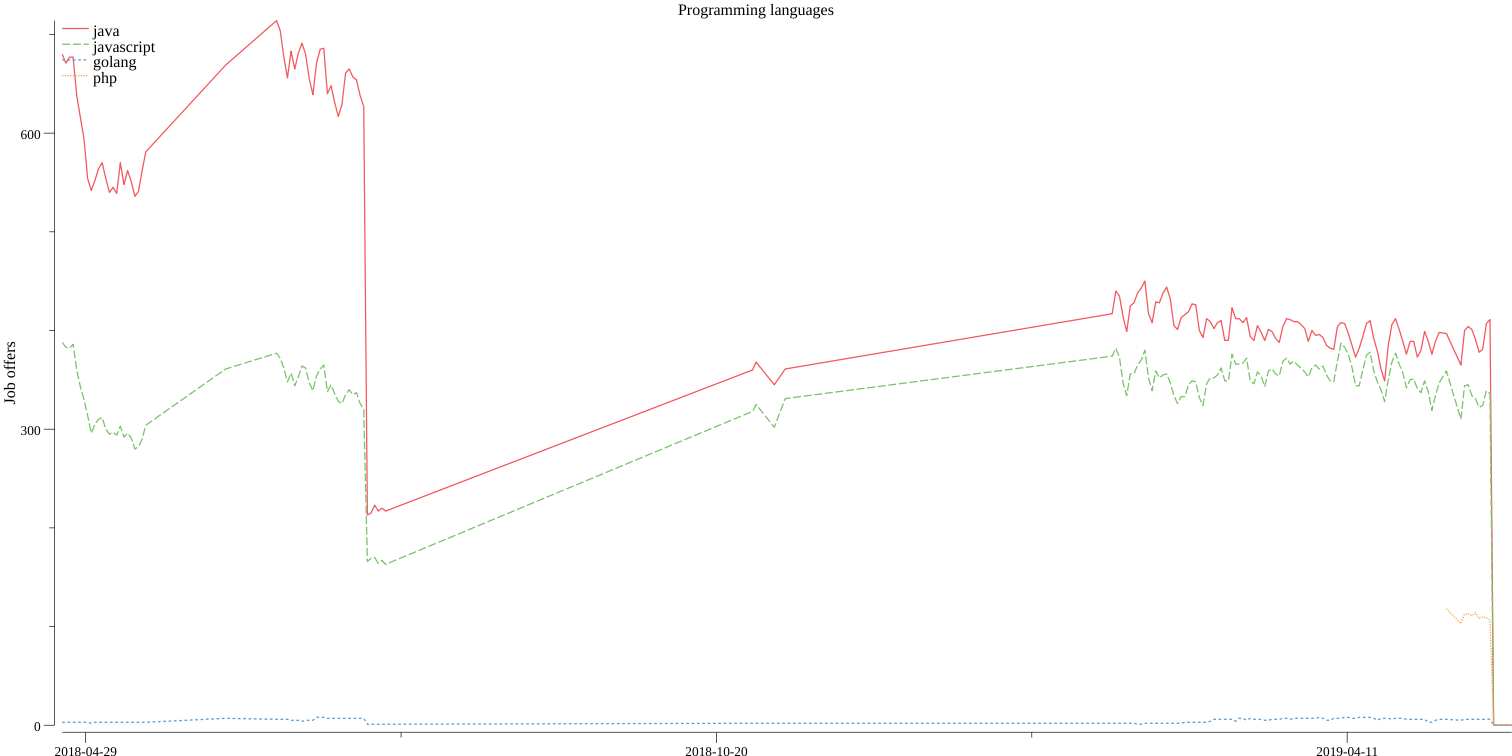 Programming languages
java
javascript
golang
php
600
300
0
Job offers
2018-04-29
2018-10-20
2019-04-11